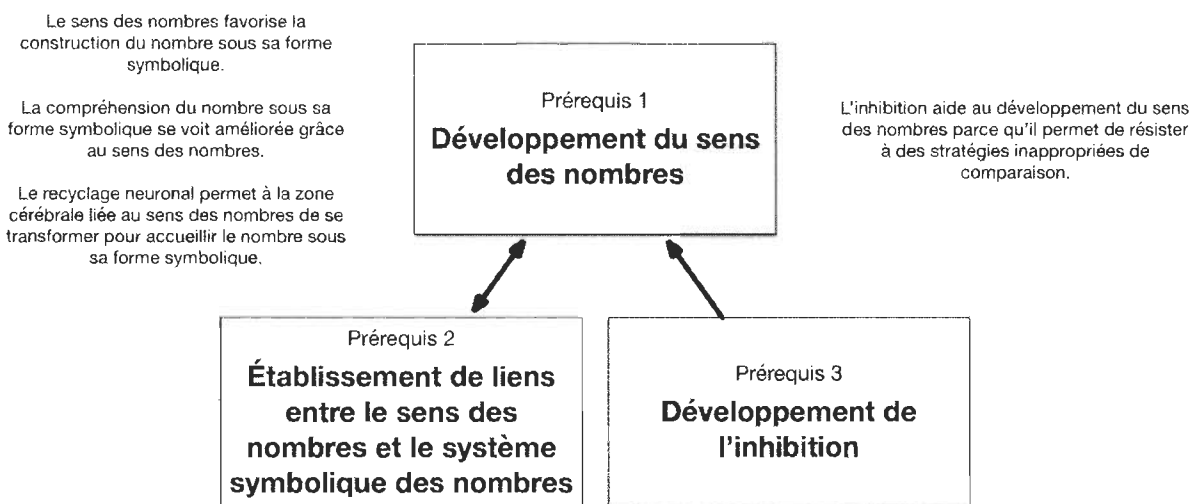 Le sens des nombres favorise la
construction du nombre sous sa forme
symbolique.
La compréhension du nombre sous sa
forme symbolique se voit améliorée grâce
au sens des nombres.
Le recyclage neuronal permet à la zone
cérébrale liée au sens des nombres de se
transformer pour accueillir le nombre sous
sa forme symbolique.
Prérequis 1
Développement du sens
des nombres
L'inhibition aide au développement du sens
des nombres parce qu'il permet de résister
à des stratégies inappropriées de
comparaison.
Prérequis 2
Établissement de liens
entre le sens des
nombres et le système
symbolique des nombres
Prérequis 3
Développement de
l'inhibition